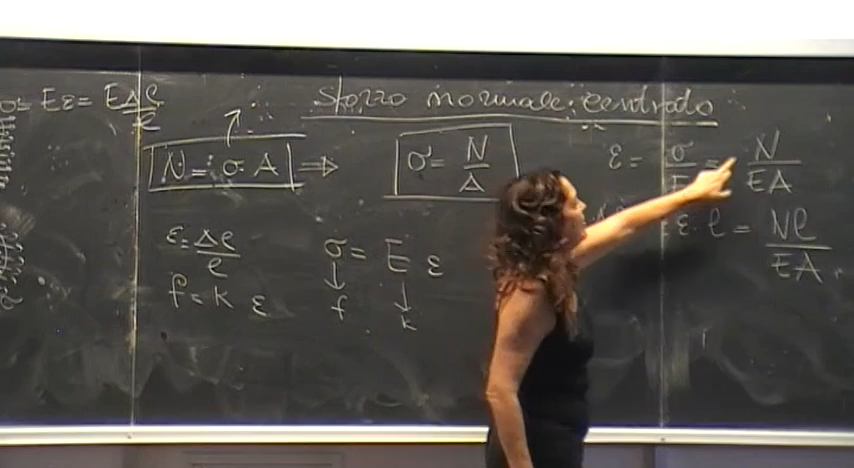 Sforzo normale centrato
σ = Eε = EΔl / l
N = σ · A ⇒ σ = N / A
ε = σ / E = N / EA
ε · l = Nl / EA
ε = Δl / l
σ = E ε
f = K ε
↓ ↓
f k